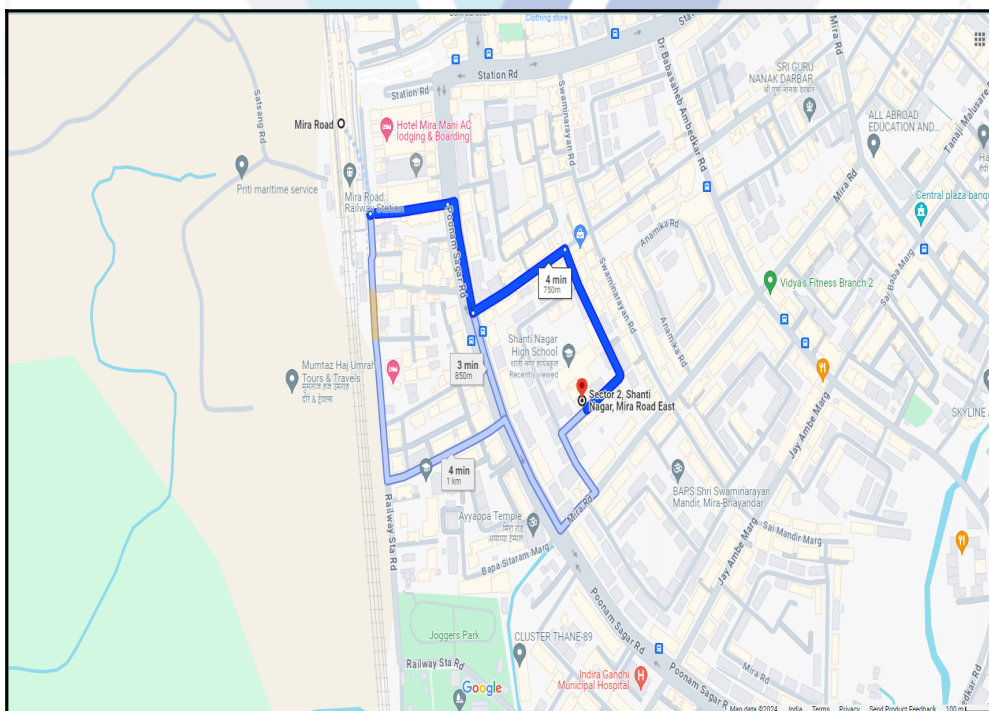 Clothing store
Station Rd
Station Rd
Mira Road
Hotel Mira Mani AC
lodging & Boarding
Satsang Rd
Priti maritime service
Mira Road
Railway Station
Swaminarayan Rd
Dr Babasaheb Ambedkar Rd
Mira Rd
SRI GURU
NANAK DARBAR
ALL ABROAD
EDUCATION AND...
Tanaji Malusare
Central plaza banqu
Poonam Sagar Rd
Anamika Rd
Swaminarayan Rd
Mira Rd
Sai Baba Marg
4 min
750m
Vidyas Fitness Branch 2
Anamika Rd
Shanti Nagar
High School
Recently viewed
3 min
850m
Mumtaz Haj Umrah
Tours & Travels
Sector 2, Shanti
Nagar, Mira Road East
SKYLINE
Jay Ambe Marg
4 min
1 km
BAPS Shri Swaminarayan
Mandir, Mira-Bhayandar
Mira Rd
Railway Sta Rd
Ayyappa Temple
Sai Mandir Marg
Bapa Sitaram Marg
Jay Ambe Marg
Poonam Sagar Rd
Joggers Park
CLUSTER THANE-89
Railway Sta Rd
Indira Gandhi
Municipal Hospital
Mira Rd
Poonam Sagar R
edkar Rd
Google
Map data ©2024 India Terms Privacy Send Product Feedback 100 m